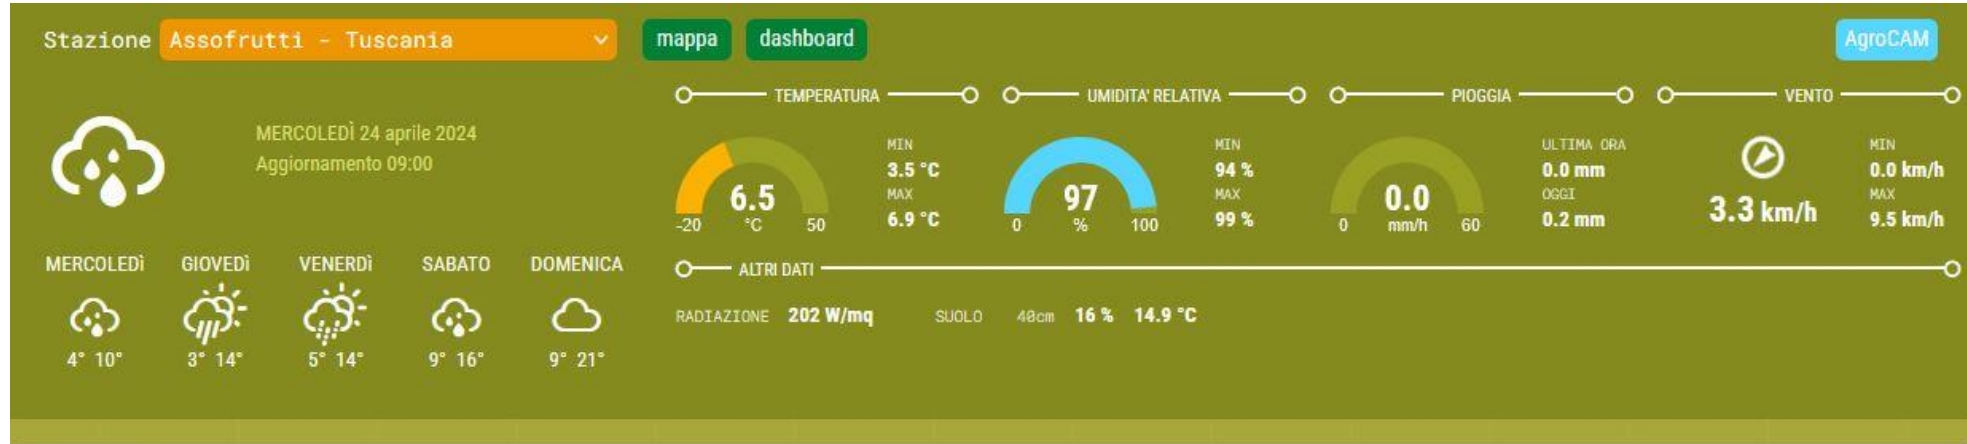 Stazione Assofrutti - Tuscania mappa dashboard AgroCAM
MERCOLEDÌ 24 aprile 2024
Aggiornamento 09:00
TEMPERATURA
6.5
°C
-20 50
MIN
3.5 °C
MAX
6.9 °C
UMIDITA' RELATIVA
97
%
0 100
MIN
94 %
MAX
99 %
PIOGGIA
0.0
mm/h
0 60
ULTIMA ORA
0.0 mm
OGGI
0.2 mm
VENTO
3.3 km/h
MIN
0.0 km/h
MAX
9.5 km/h
MERCOLEDÌ GIOVEDÌ VENERDÌ SABATO DOMENICA
4° 10° 3° 14° 5° 14° 9° 16° 9° 21°
ALTRI DATI
RADIAZIONE 202 W/mq SUOLO 40cm 16 % 14.9 °C